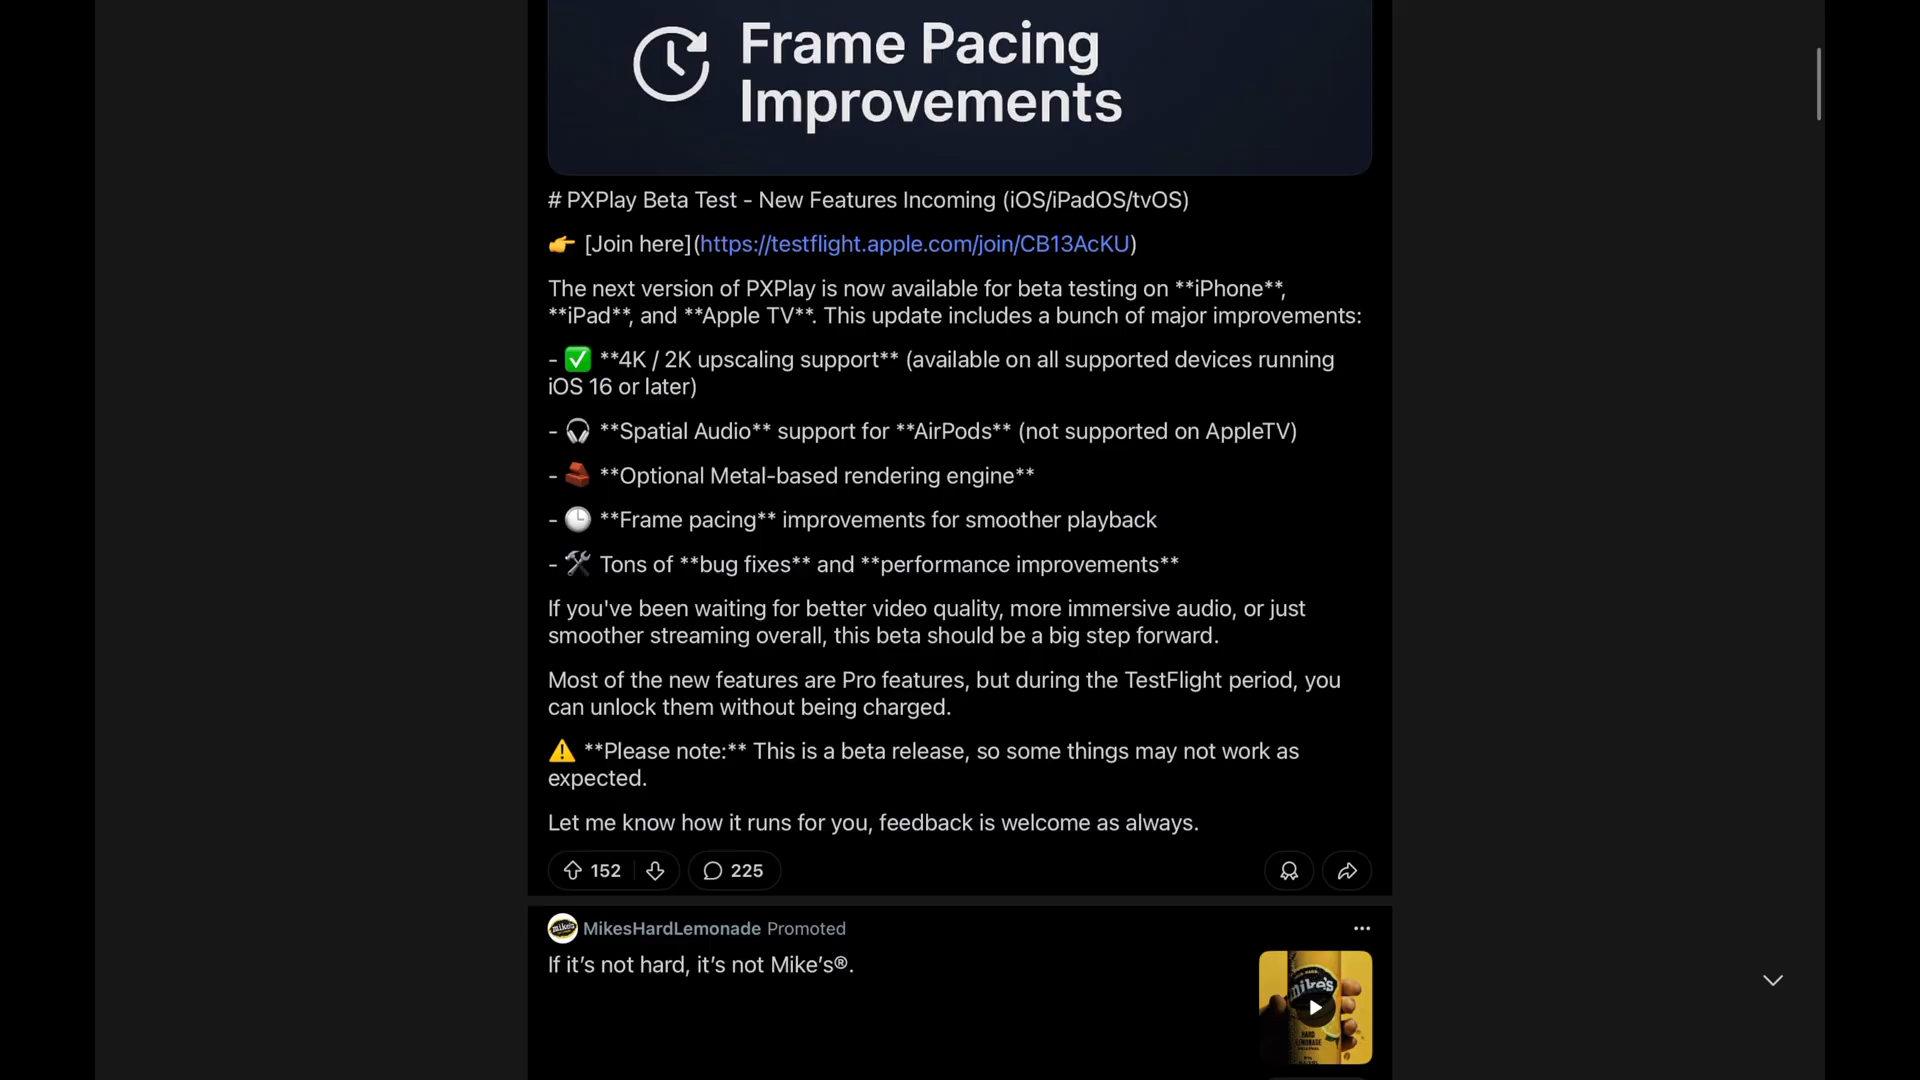 Frame Pacing
Improvements
# PXPlay Beta Test - New Features Incoming (iOS/iPadOS/tvOS)
👉 [Join here](https://testflight.apple.com/join/CB13AcKU)
The next version of PXPlay is now available for beta testing on **iPhone**,
**iPad**, and **Apple TV**. This update includes a bunch of major improvements:
- ✅ **4K / 2K upscaling support** (available on all supported devices running
iOS 16 or later)
- 🎧 **Spatial Audio** support for **AirPods** (not supported on AppleTV)
- 🧱 **Optional Metal-based rendering engine**
- 🕒 **Frame pacing** improvements for smoother playback
- 🛠 Tons of **bug fixes** and **performance improvements**
If you've been waiting for better video quality, more immersive audio, or just
smoother streaming overall, this beta should be a big step forward.
Most of the new features are Pro features, but during the TestFlight period, you
can unlock them without being charged.
⚠️ **Please note:** This is a beta release, so some things may not work as
expected.
Let me know how it runs for you, feedback is welcome as always.
152 225
MikesHardLemonade Promoted
If it’s not hard, it’s not Mike’s®.
mike's
HARD
LEMONADE